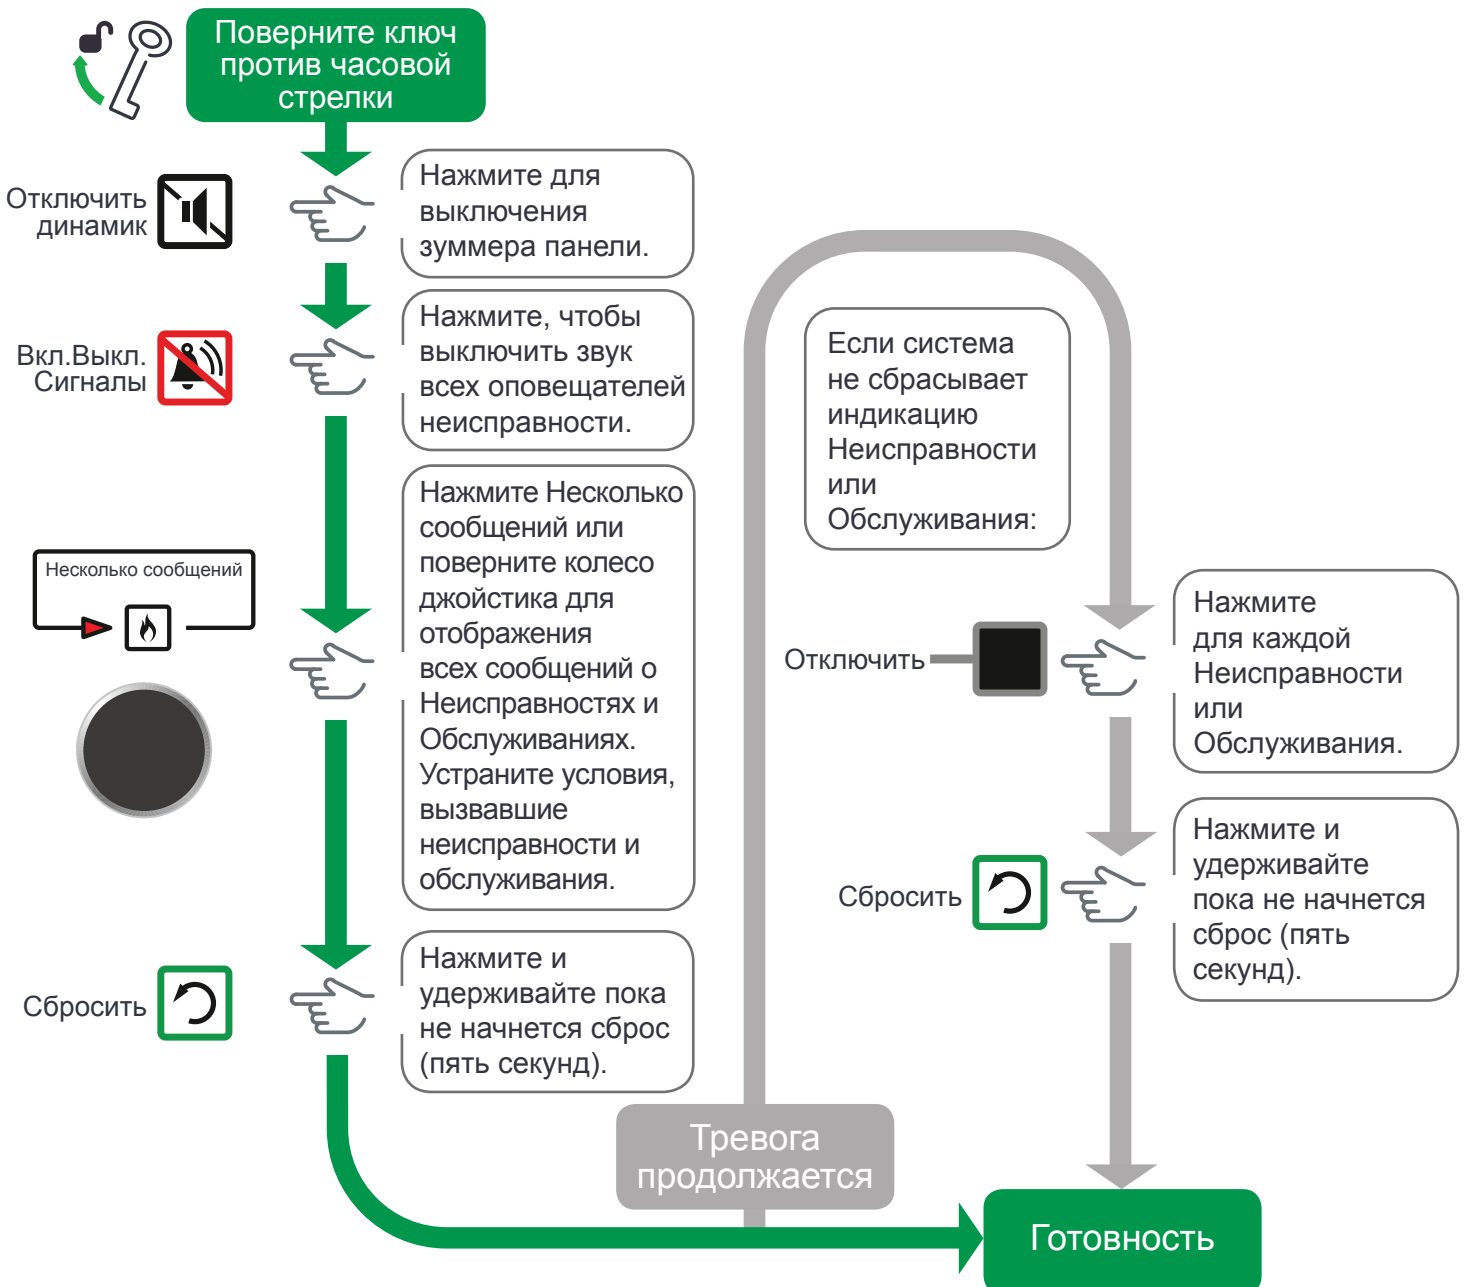 Поверните ключ
против часовой
стрелки
Отключить
динамик
Нажмите для
выключения
зуммера панели.
Вкл.Выкл.
Сигналы
Нажмите, чтобы
выключить звук
всех оповещателей
неисправности.
Несколько сообщений
Нажмите Несколько
сообщений или
поверните колесо
джойстика для
отображения
всех сообщений о
Неисправностях и
Обслуживаниях.
Устраните условия,
вызвавшие
неисправности и
обслуживания.
Сбросить
Нажмите и
удерживайте пока
не начнется сброс
(пять секунд).
Тревога
продолжается
Если система
не сбрасывает
индикацию
Неисправности
или
Обслуживания:
Отключить
Нажмите
для каждой
Неисправности
или
Обслуживания.
Сбросить
Нажмите и
удерживайте
пока не начнется
сброс (пять
секунд).
Готовность